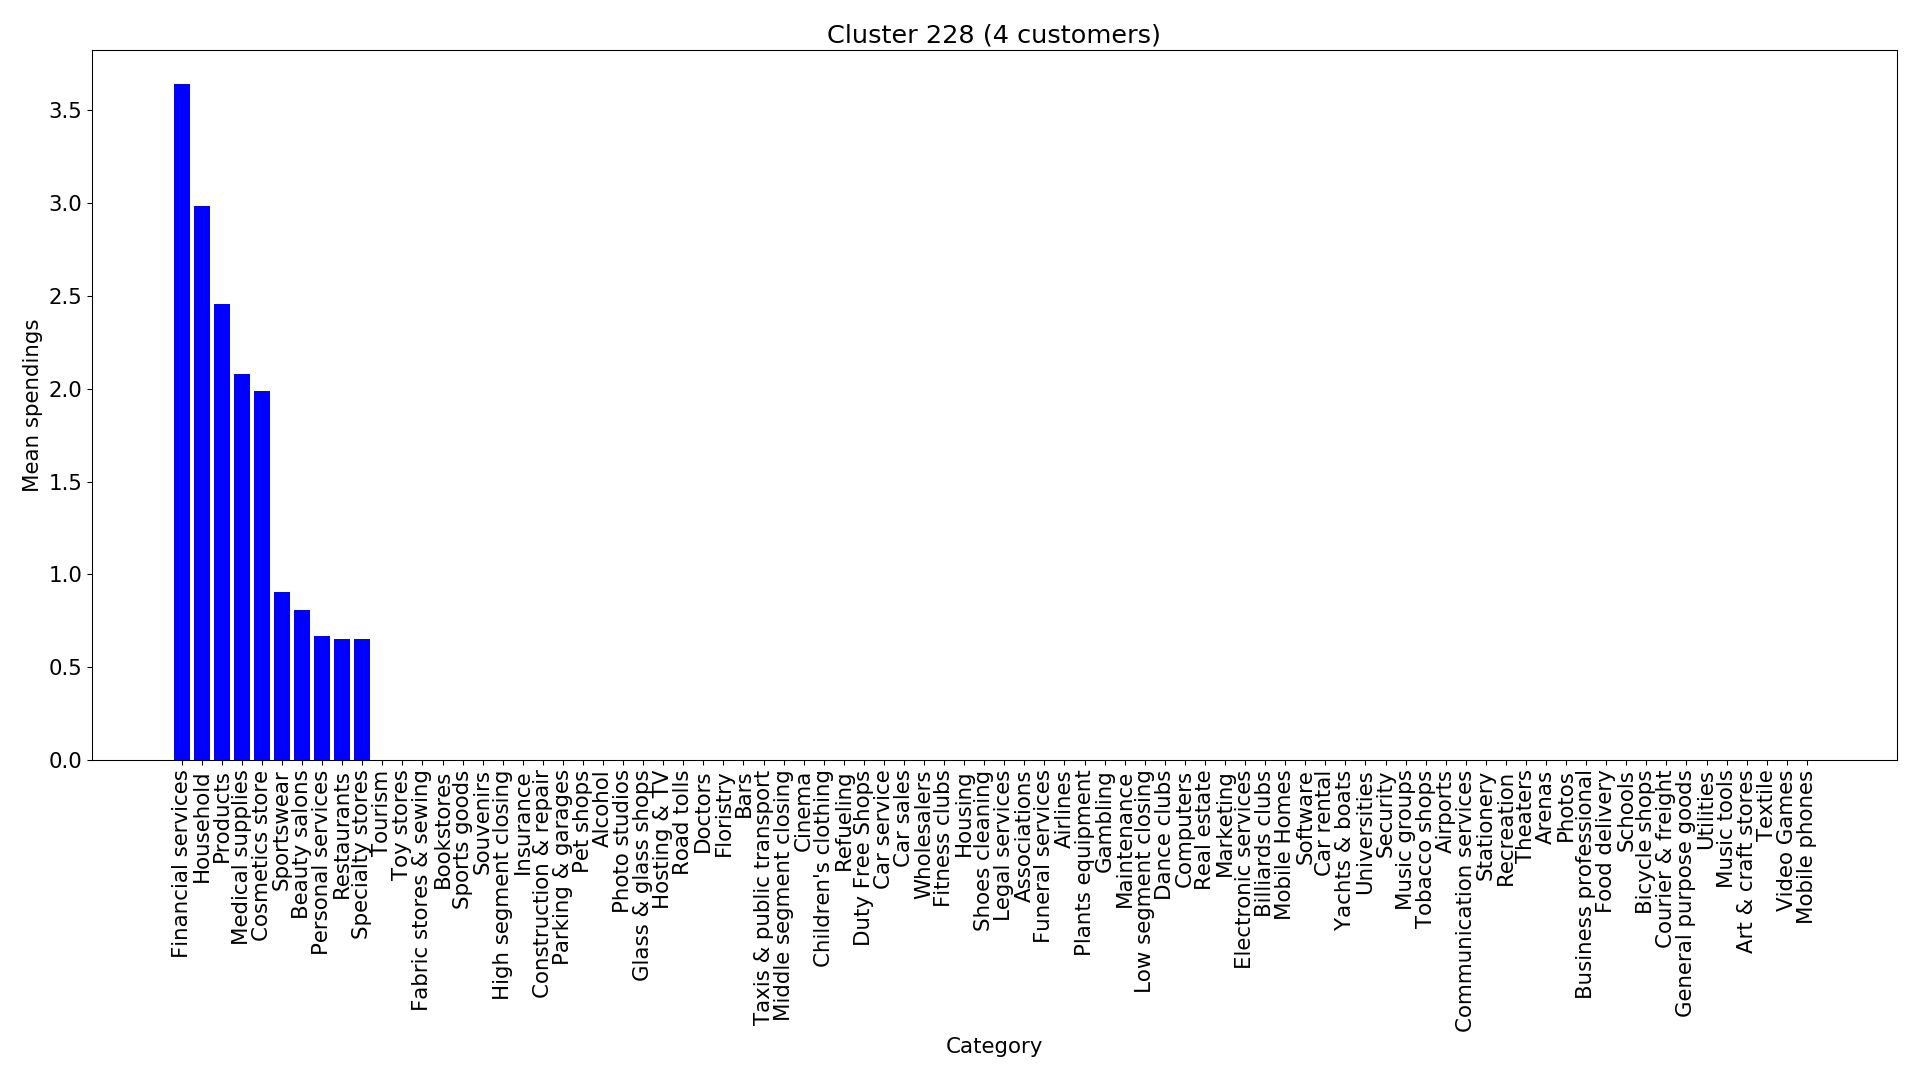 Cluster 228 (4 customers)
Mean spendings
3.5
3.0
2.5
2.0
1.5
1.0
0.5
0.0
Financial services
Household
Products
Medical supplies
Cosmetics store
Sportswear
Beauty salons
Personal services
Restaurants
Specialty stores
Tourism
Toy stores
Fabric stores & sewing
Bookstores
Sports goods
Souvenirs
High segment closing
Insurance
Construction & repair
Parking & garages
Pet shops
Alcohol
Photo studios
Glass & glass shops
Hosting & TV
Road tolls
Doctors
Floristry
Bars
Taxis & public transport
Middle segment closing
Cinema
Children's clothing
Refueling
Duty Free Shops
Car service
Car sales
Wholesalers
Fitness clubs
Housing
Shoes cleaning
Legal services
Associations
Funeral services
Airlines
Plants equipment
Gambling
Maintenance
Low segment closing
Dance clubs
Computers
Real estate
Marketing
Electronic services
Billiards clubs
Mobile Homes
Software
Car rental
Yachts & boats
Universities
Security
Music groups
Tobacco shops
Airports
Communication services
Stationery
Recreation
Theaters
Arenas
Photos
Business professional
Food delivery
Schools
Bicycle shops
Courier & freight
General purpose goods
Utilities
Music tools
Art & craft stores
Textile
Video Games
Mobile phones
Category